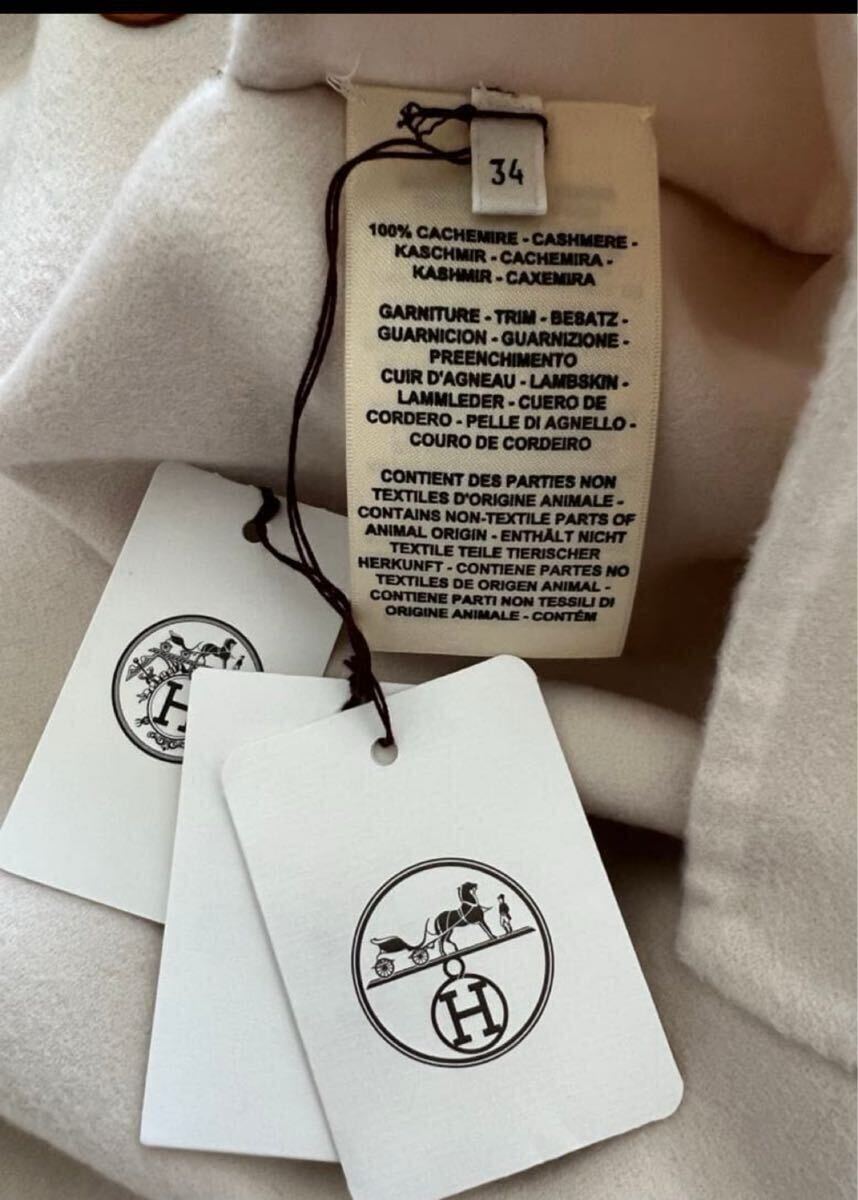 34
100% CACHEMIRE - CASHMERE -
KASCHMIR - CACHEMIRA -
KASHMIR - CAXEMIRA
GARNITURE - TRIM - BESATZ -
GUARNICION - GUARNIZIONE -
PREENCHIMENTO
CUIR D'AGNEAU - LAMBSKIN -
LAMMLEDER - CUERO DE
CORDERO - PELLE DI AGNELLO -
COURO DE CORDEIRO
CONTIENT DES PARTIES NON
TEXTILES D'ORIGINE ANIMALE -
CONTAINS NON-TEXTILE PARTS OF
ANIMAL ORIGIN - ENTHÄLT NICHT
TEXTILE TEILE TIERISCHER
HERKUNFT - CONTIENE PARTES NO
TEXTILES DE ORIGEN ANIMAL -
CONTIENE PARTI NON TESSILI DI
ORIGINE ANIMALE - CONTÉM
H
H